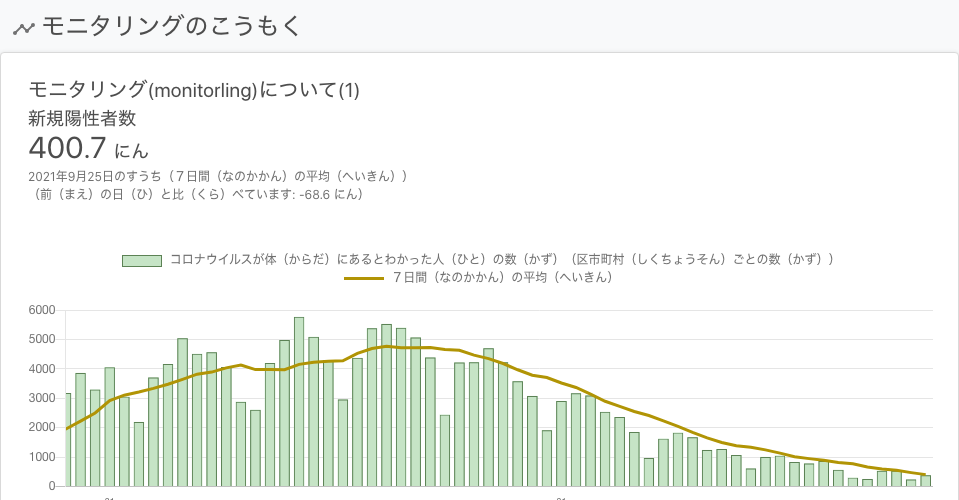 モニタリングのこうもく
モニタリング(monitorling)について(1)
新規陽性者数
400.7 にん
2021年9月25日のすうち（７日間（なのかかん）の平均（へいきん））
（前（まえ）の日（ひ）と比（くら）べています: -68.6 にん）
コロナウイルスが体（からだ）にあるとわかった人（ひと）の数（かず）（区市町村（しくちょうそん）ごとの数（かず））
７日間（なのかかん）の平均（へいきん）
6000
5000
4000
3000
2000
1000
0